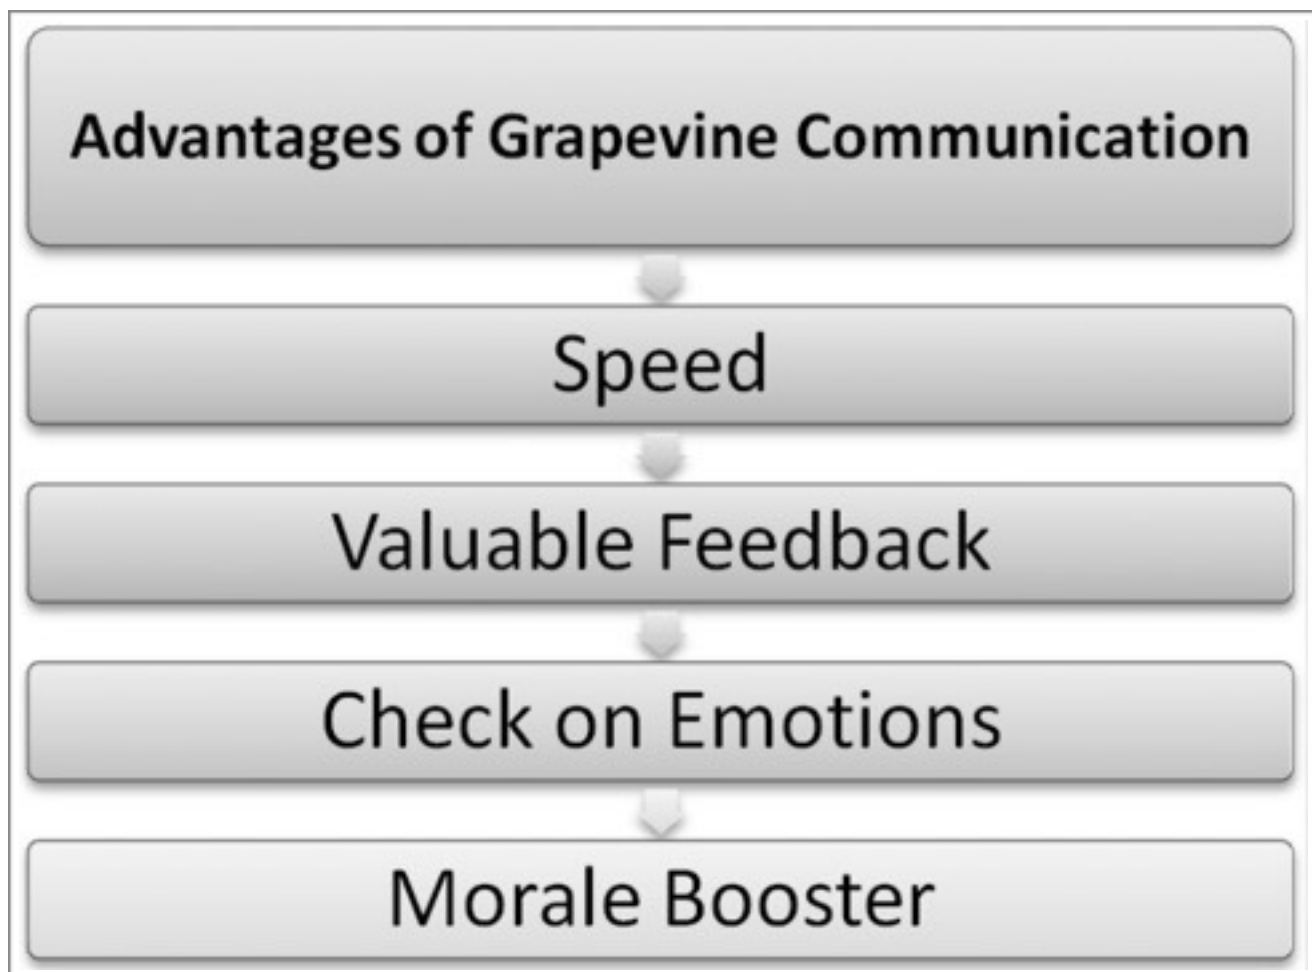 Advantages of Grapevine Communication
Speed
Valuable Feedback
Check on Emotions
Morale Booster